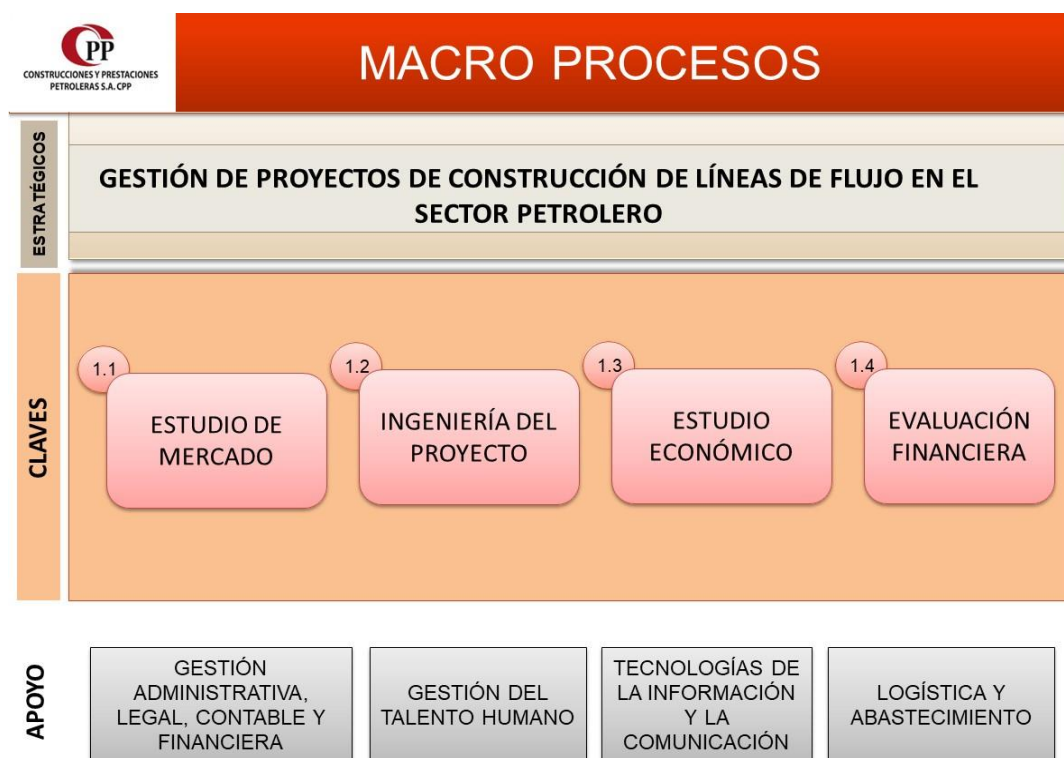 CPP
CONSTRUCCIONES Y PRESTACIONES
PETROLERAS S.A. CPP
MACRO PROCESOS
ESTRATÉGICOS
GESTIÓN DE PROYECTOS DE CONSTRUCCIÓN DE LÍNEAS DE FLUJO EN EL
SECTOR PETROLERO
CLAVES
1.1
ESTUDIO DE
MERCADO
1.2
INGENIERÍA DEL
PROYECTO
1.3
ESTUDIO
ECONÓMICO
1.4
EVALUACIÓN
FINANCIERA
APOYO
GESTIÓN
ADMINISTRATIVA,
LEGAL, CONTABLE Y
FINANCIERA
GESTIÓN DEL
TALENTO HUMANO
TECNOLOGÍAS DE
LA INFORMACIÓN
Y LA
COMUNICACIÓN
LOGÍSTICA Y
ABASTECIMIENTO